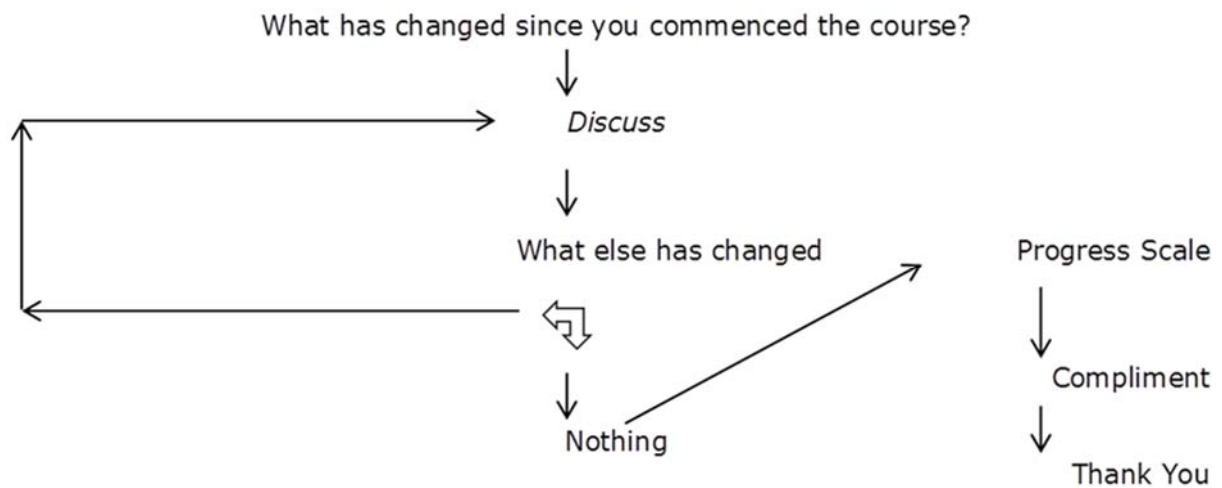 What has changed since you commenced the course?
Discuss
What else has changed
Progress Scale
Compliment
Nothing
Thank You